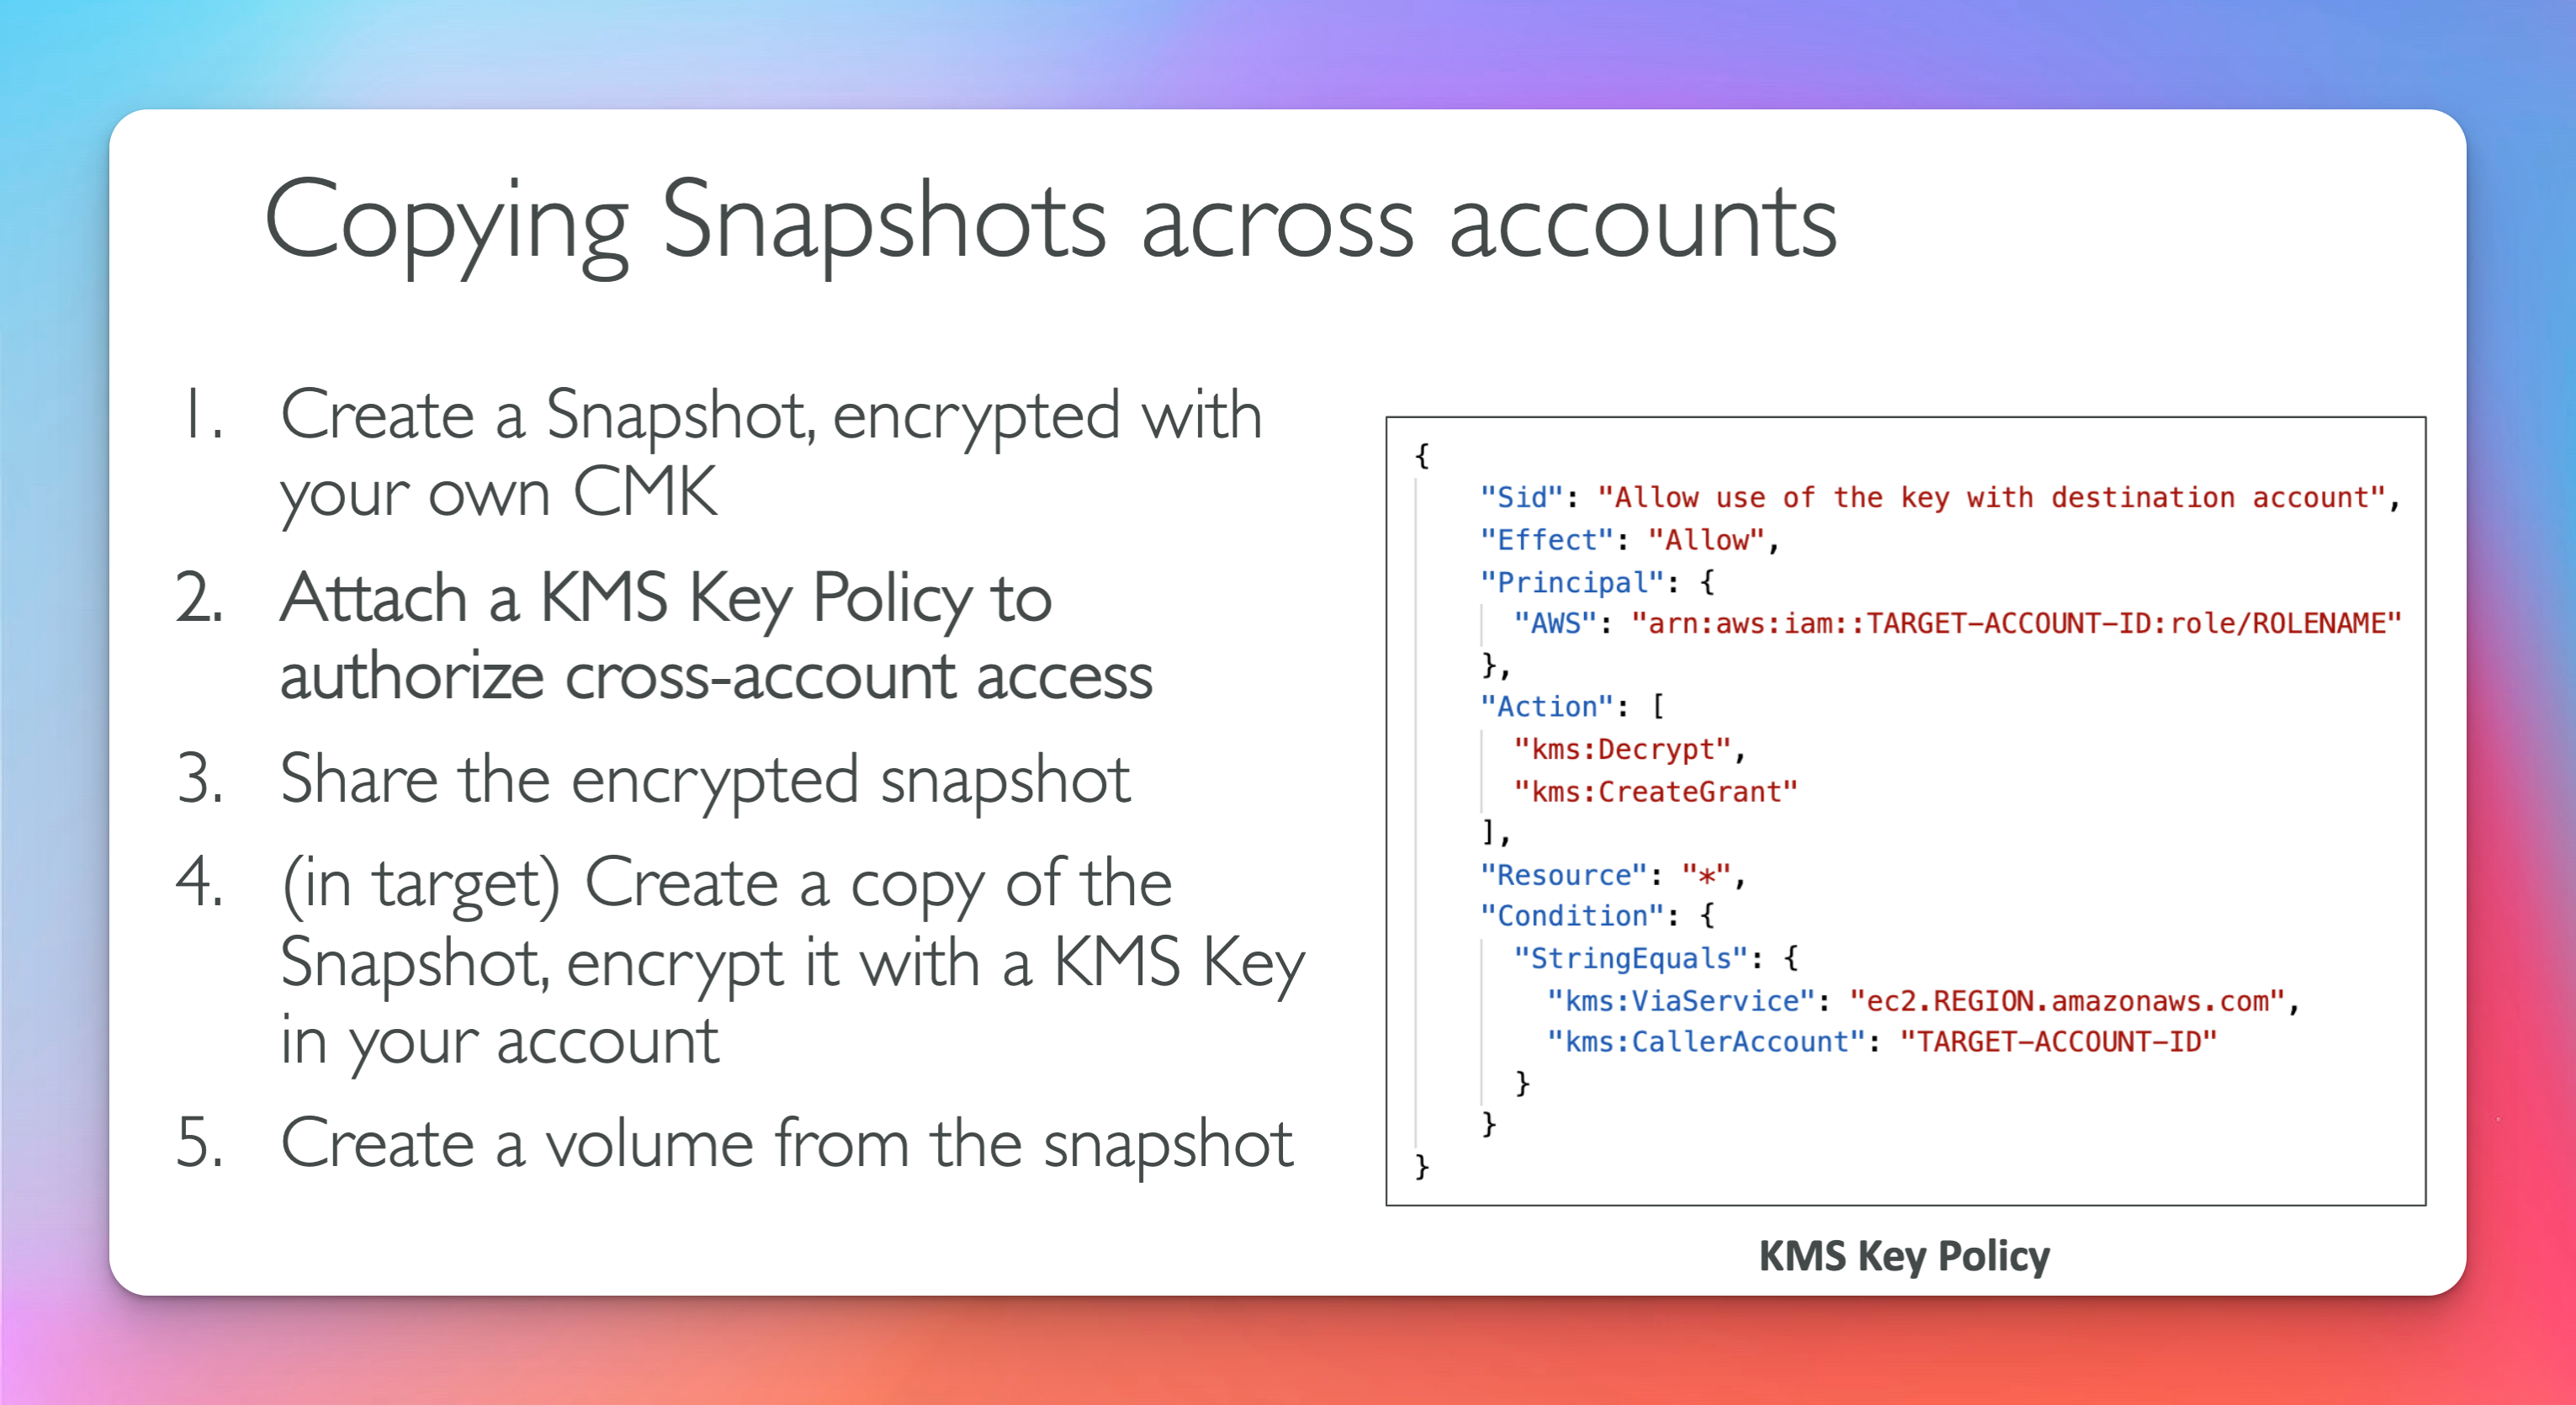 Copying Snapshots across accounts
1. Create a Snapshot, encrypted with
your own CMK
2. Attach a KMS Key Policy to
authorize cross-account access
3. Share the encrypted snapshot
4. (in target) Create a copy of the
Snapshot, encrypt it with a KMS Key
in your account
5. Create a volume from the snapshot
{
"Sid": "Allow use of the key with destination account",
"Effect": "Allow",
"Principal": {
"AWS": "arn:aws:iam::TARGET-ACCOUNT-ID:role/ROLENAME"
},
"Action": [
"kms:Decrypt",
"kms:CreateGrant"
],
"Resource": "*",
"Condition": {
"StringEquals": {
"kms:ViaService": "ec2.REGION.amazonaws.com",
"kms:CallerAccount": "TARGET-ACCOUNT-ID"
}
}
}
KMS Key Policy